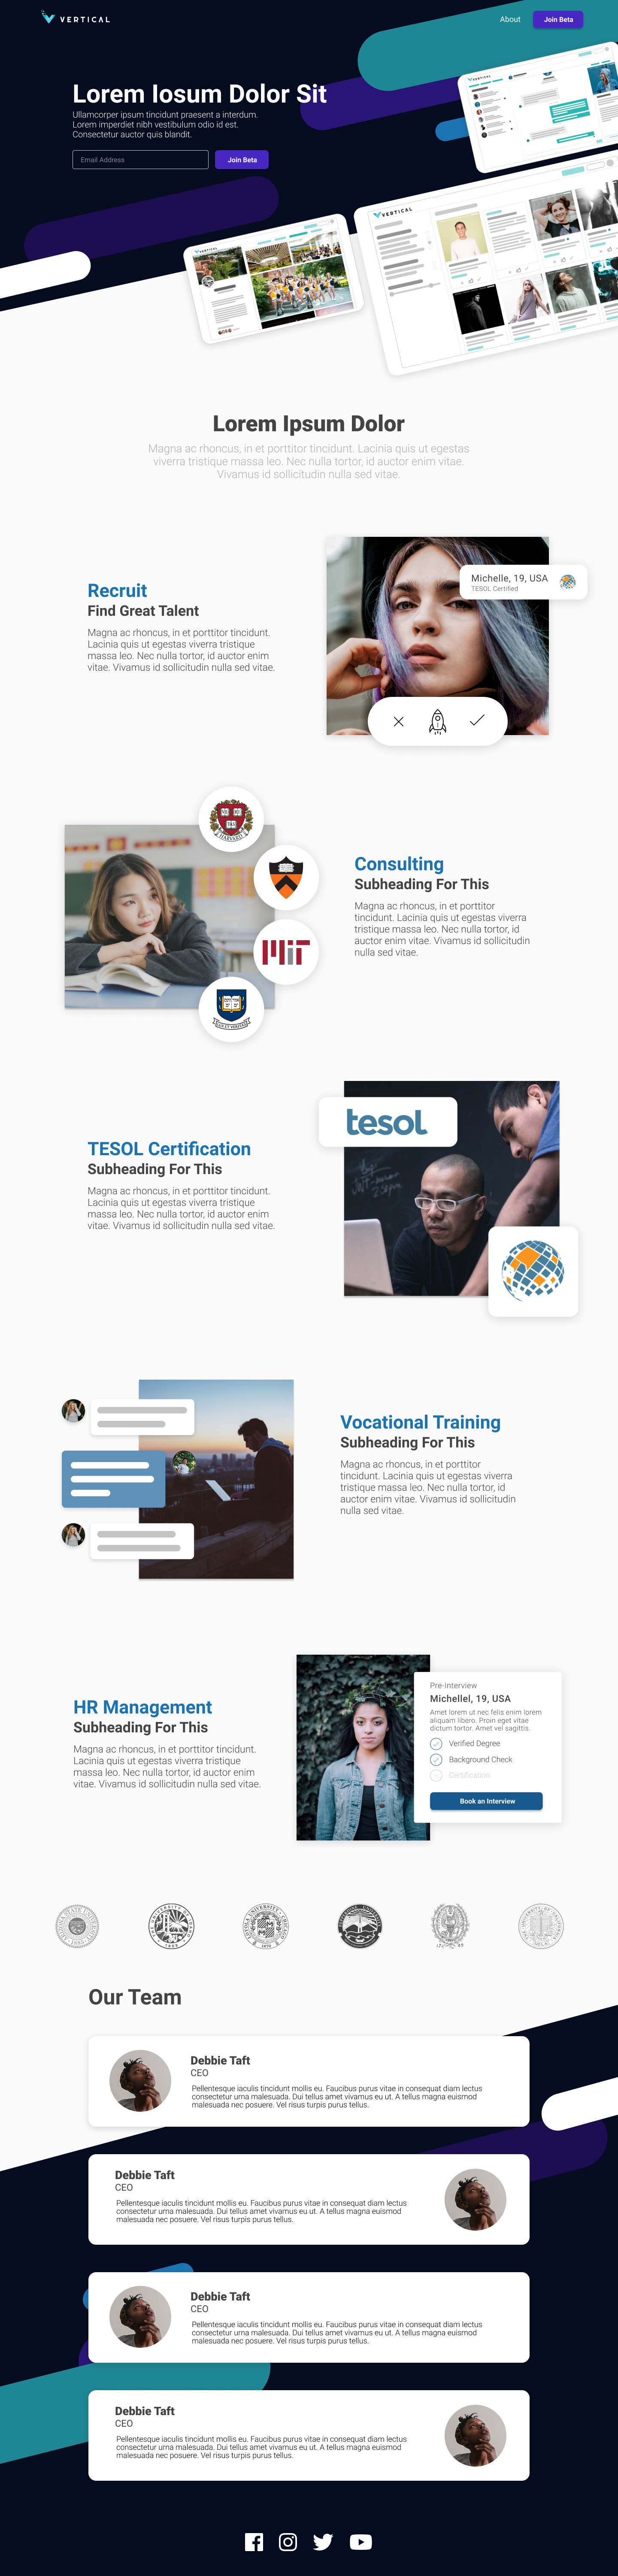 VERTICAL
About
Join Beta
Lorem Iosum Dolor Sit
Ullamcorper ipsum tincidunt praesent a interdum.
Lorem imperdiet nibh vestibulum odio id est.
Consectetur auctor quis blandit.
Email Address
Join Beta
VERTICAL
VERTICAL
VERTICAL
Lorem Ipsum Dolor
Magna ac rhoncus, in et porttitor tincidunt. Lacinia quis ut egestas
viverra tristique massa leo. Nec nulla tortor, id auctor enim vitae.
Vivamus id sollicitudin nulla sed vitae.
Recruit
Find Great Talent
Magna ac rhoncus, in et porttitor tincidunt.
Lacinia quis ut egestas viverra tristique
massa leo. Nec nulla tortor, id auctor enim
vitae. Vivamus id sollicitudin nulla sed vitae.
Michelle, 19, USA
TESOL Certified
HARVARD
MIT
Consulting
Subheading For This
Magna ac rhoncus, in et porttitor
tincidunt. Lacinia quis ut egestas viverra
tristique massa leo. Nec nulla tortor, id
auctor enim vitae. Vivamus id sollicitudin
nulla sed vitae.
TESOL Certification
Subheading For This
Magna ac rhoncus, in et porttitor tincidunt.
Lacinia quis ut egestas viverra tristique
massa leo. Nec nulla tortor, id auctor enim
vitae. Vivamus id sollicitudin nulla sed vitae.
tesol
Vocational Training
Subheading For This
Magna ac rhoncus, in et porttitor
tincidunt. Lacinia quis ut egestas viverra
tristique massa leo. Nec nulla tortor, id
auctor enim vitae. Vivamus id sollicitudin
nulla sed vitae.
HR Management
Subheading For This
Magna ac rhoncus, in et porttitor tincidunt.
Lacinia quis ut egestas viverra tristique
massa leo. Nec nulla tortor, id auctor enim
vitae. Vivamus id sollicitudin nulla sed vitae.
Pre-Interview
Michellel, 19, USA
Amet lorem ut nec felis enim lorem
aliquam libero. Proin eget vitae
dictum tortor. Amet vel sagittis.
Verified Degree
Background Check
Certification
Book an Interview
Our Team
Debbie Taft
CEO
Pellentesque iaculis tincidunt mollis eu. Faucibus purus vitae in consequat diam lectus
consectetur urna malesuada. Dui tellus amet vivamus eu ut. A tellus magna euismod
malesuada nec posuere. Vel risus turpis purus tellus.
Debbie Taft
CEO
Pellentesque iaculis tincidunt mollis eu. Faucibus purus vitae in consequat diam lectus
consectetur urna malesuada. Dui tellus amet vivamus eu ut. A tellus magna euismod
malesuada nec posuere. Vel risus turpis purus tellus.
Debbie Taft
CEO
Pellentesque iaculis tincidunt mollis eu. Faucibus purus vitae in consequat diam lectus
consectetur urna malesuada. Dui tellus amet vivamus eu ut. A tellus magna euismod
malesuada nec posuere. Vel risus turpis purus tellus.
Debbie Taft
CEO
Pellentesque iaculis tincidunt mollis eu. Faucibus purus vitae in consequat diam lectus
consectetur urna malesuada. Dui tellus amet vivamus eu ut. A tellus magna euismod
malesuada nec posuere. Vel risus turpis purus tellus.